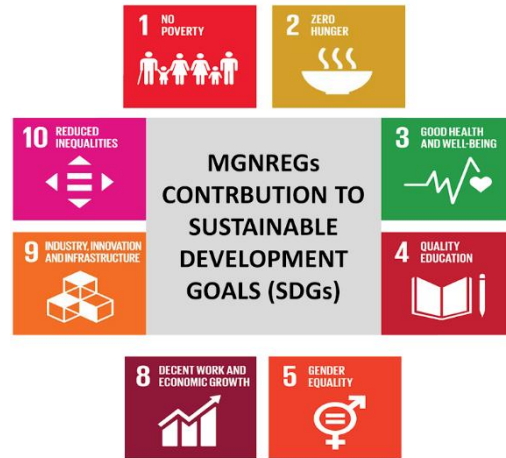 1 NO
POVERTY
2 ZERO
HUNGER
10 REDUCED
INEQUALITIES
MGNREGs
CONTRBUTION TO
SUSTAINABLE
DEVELOPMENT
GOALS (SDGs)
3 GOOD HEALTH
AND WELL-BEING
9 INDUSTRY, INNOVATION
AND INFRASTRUCTURE
4 QUALITY
EDUCATION
8 DECENT WORK AND
ECONOMIC GROWTH
5 GENDER
EQUALITY